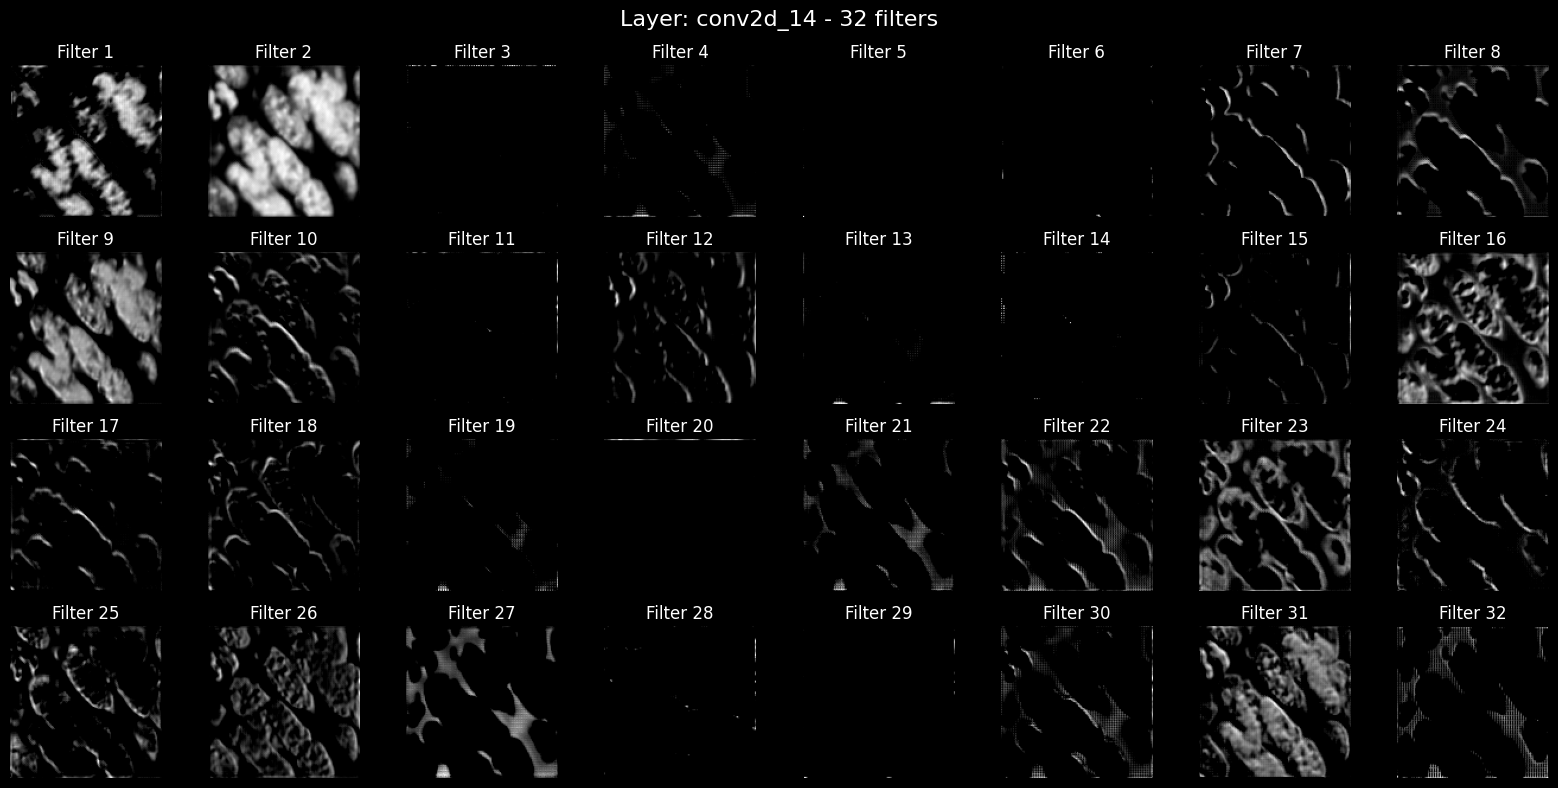 Layer: conv2d_14 - 32 filters
Filter 1 Filter 2 Filter 3 Filter 4 Filter 5 Filter 6 Filter 7 Filter 8
Filter 9 Filter 10 Filter 11 Filter 12 Filter 13 Filter 14 Filter 15 Filter 16
Filter 17 Filter 18 Filter 19 Filter 20 Filter 21 Filter 22 Filter 23 Filter 24
Filter 25 Filter 26 Filter 27 Filter 28 Filter 29 Filter 30 Filter 31 Filter 32